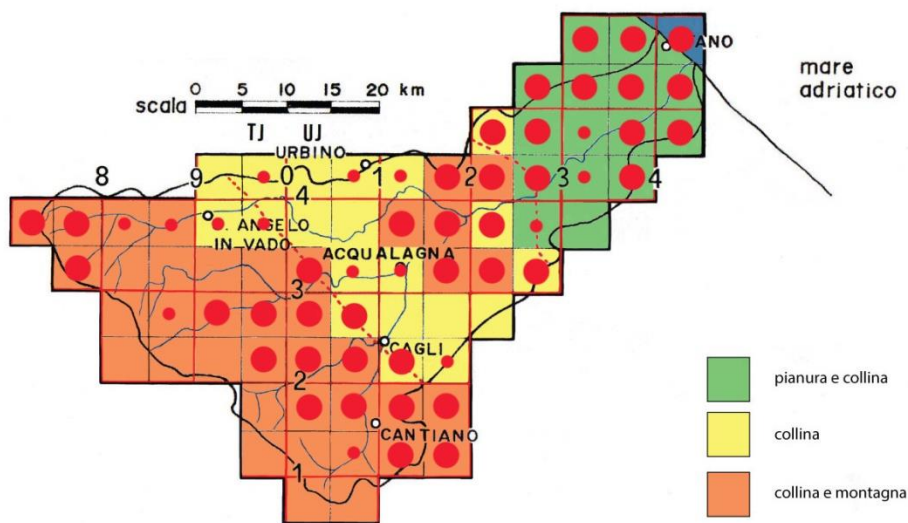 ANO
mare
adriatico
scala 0 5 10 15 20 km
TJ UJ
URBINO
8 9 0 1 2 3 4
4
. ANGELO
IN VADO
ACQUALAGNA
3
CAGLI
2
CANTIANO
1
pianura e collina
collina
collina e montagna